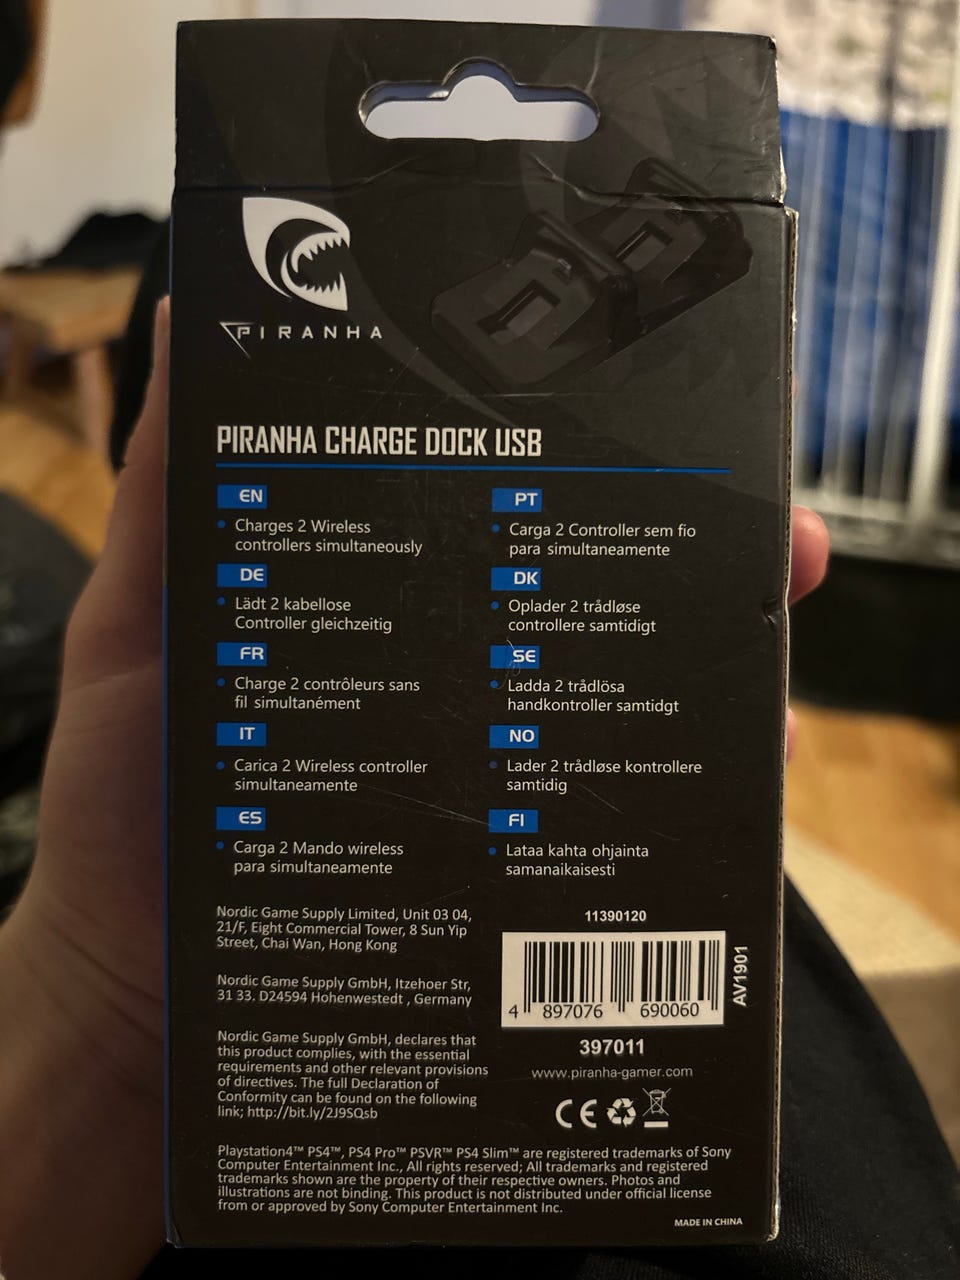 PIRANHA
PIRANHA CHARGE DOCK USB
EN
Charges 2 Wireless
controllers simultaneously
DE
Lädt 2 kabellose
Controller gleichzeitig
FR
Charge 2 contrôleurs sans
fil simultanément
IT
Carica 2 Wireless controller
simultaneamente
ES
Carga 2 Mando wireless
para simultaneamente
PT
Carga 2 Controller sem fio
para simultaneamente
DK
Oplader 2 trådløse
controllere samtidigt
SE
Ladda 2 trådlösa
handkontroller samtidgt
NO
Lader 2 trådløse kontrollere
samtidig
FI
Lataa kahta ohjainta
samanaikaisesti
Nordic Game Supply Limited, Unit 03 04,
21/F, Eight Commercial Tower, 8 Sun Yip
Street, Chai Wan, Hong Kong
Nordic Game Supply GmbH, Itzehoer Str,
31 33. D24594 Hohenwestedt , Germany
Nordic Game Supply GmbH, declares that
this product complies, with the essential
requirements and other relevant provisions
of directives. The full Declaration of
Conformity can be found on the following
link; http://bit.ly/2J9SQsb
11390120
4 897076 690060
AV1901
397011
www.piranha-gamer.com
CE
Playstation4™ PS4™, PS4 Pro™ PSVR™ PS4 Slim™ are registered trademarks of Sony
Computer Entertainment Inc., All rights reserved; All trademarks and registered
trademarks shown are the property of their respective owners. Photos and
illustrations are not binding. This product is not distributed under official license
from or approved by Sony Computer Entertainment Inc.
MADE IN CHINA